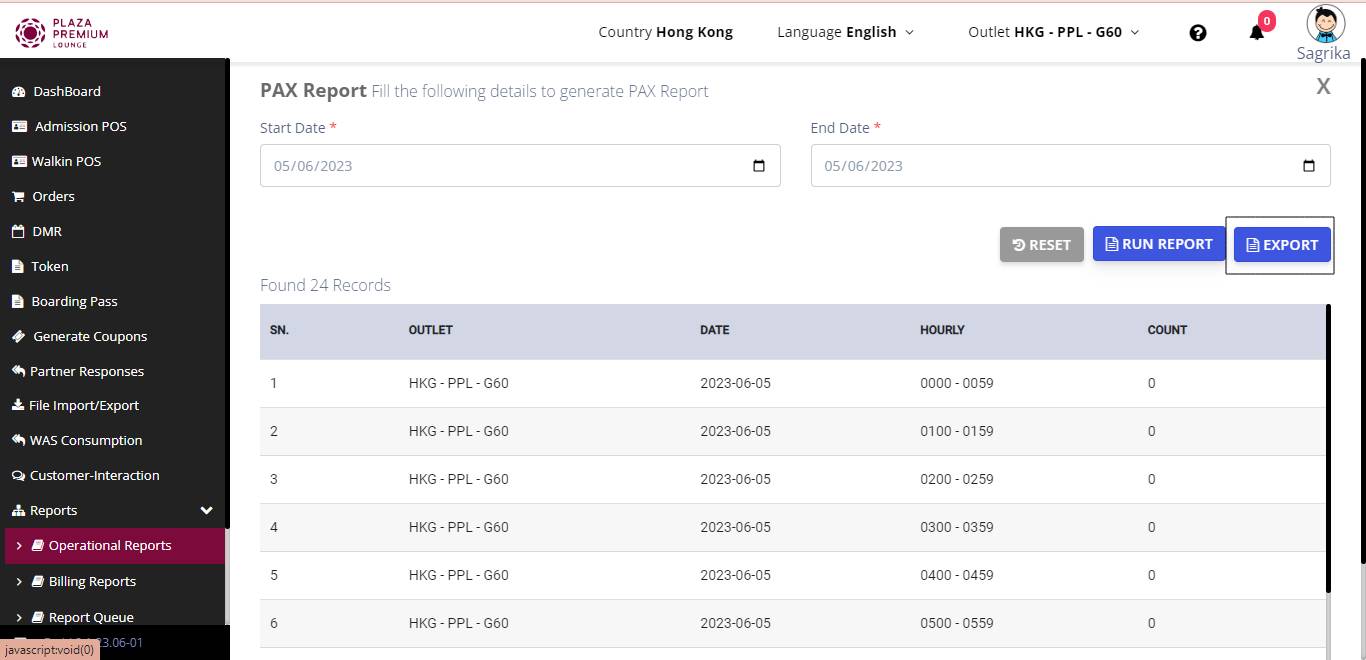 PLAZA
PREMIUM
LOUNGE
Country Hong Kong
Language English
Outlet HKG - PPL - G60
?
0
Sagrika
DashBoard
Admission POS
Walkin POS
Orders
DMR
Token
Boarding Pass
Generate Coupons
Partner Responses
File Import/Export
WAS Consumption
Customer-Interaction
Reports
Operational Reports
Billing Reports
Report Queue
23.06-01
javascript:void(0)
PAX Report Fill the following details to generate PAX Report
X
Start Date *
End Date *
05/06/2023
05/06/2023
RESET
RUN REPORT
EXPORT
Found 24 Records
SN. OUTLET DATE HOURLY COUNT
1 HKG - PPL - G60 2023-06-05 0000 - 0059 0
2 HKG - PPL - G60 2023-06-05 0100 - 0159 0
3 HKG - PPL - G60 2023-06-05 0200 - 0259 0
4 HKG - PPL - G60 2023-06-05 0300 - 0359 0
5 HKG - PPL - G60 2023-06-05 0400 - 0459 0
6 HKG - PPL - G60 2023-06-05 0500 - 0559 0